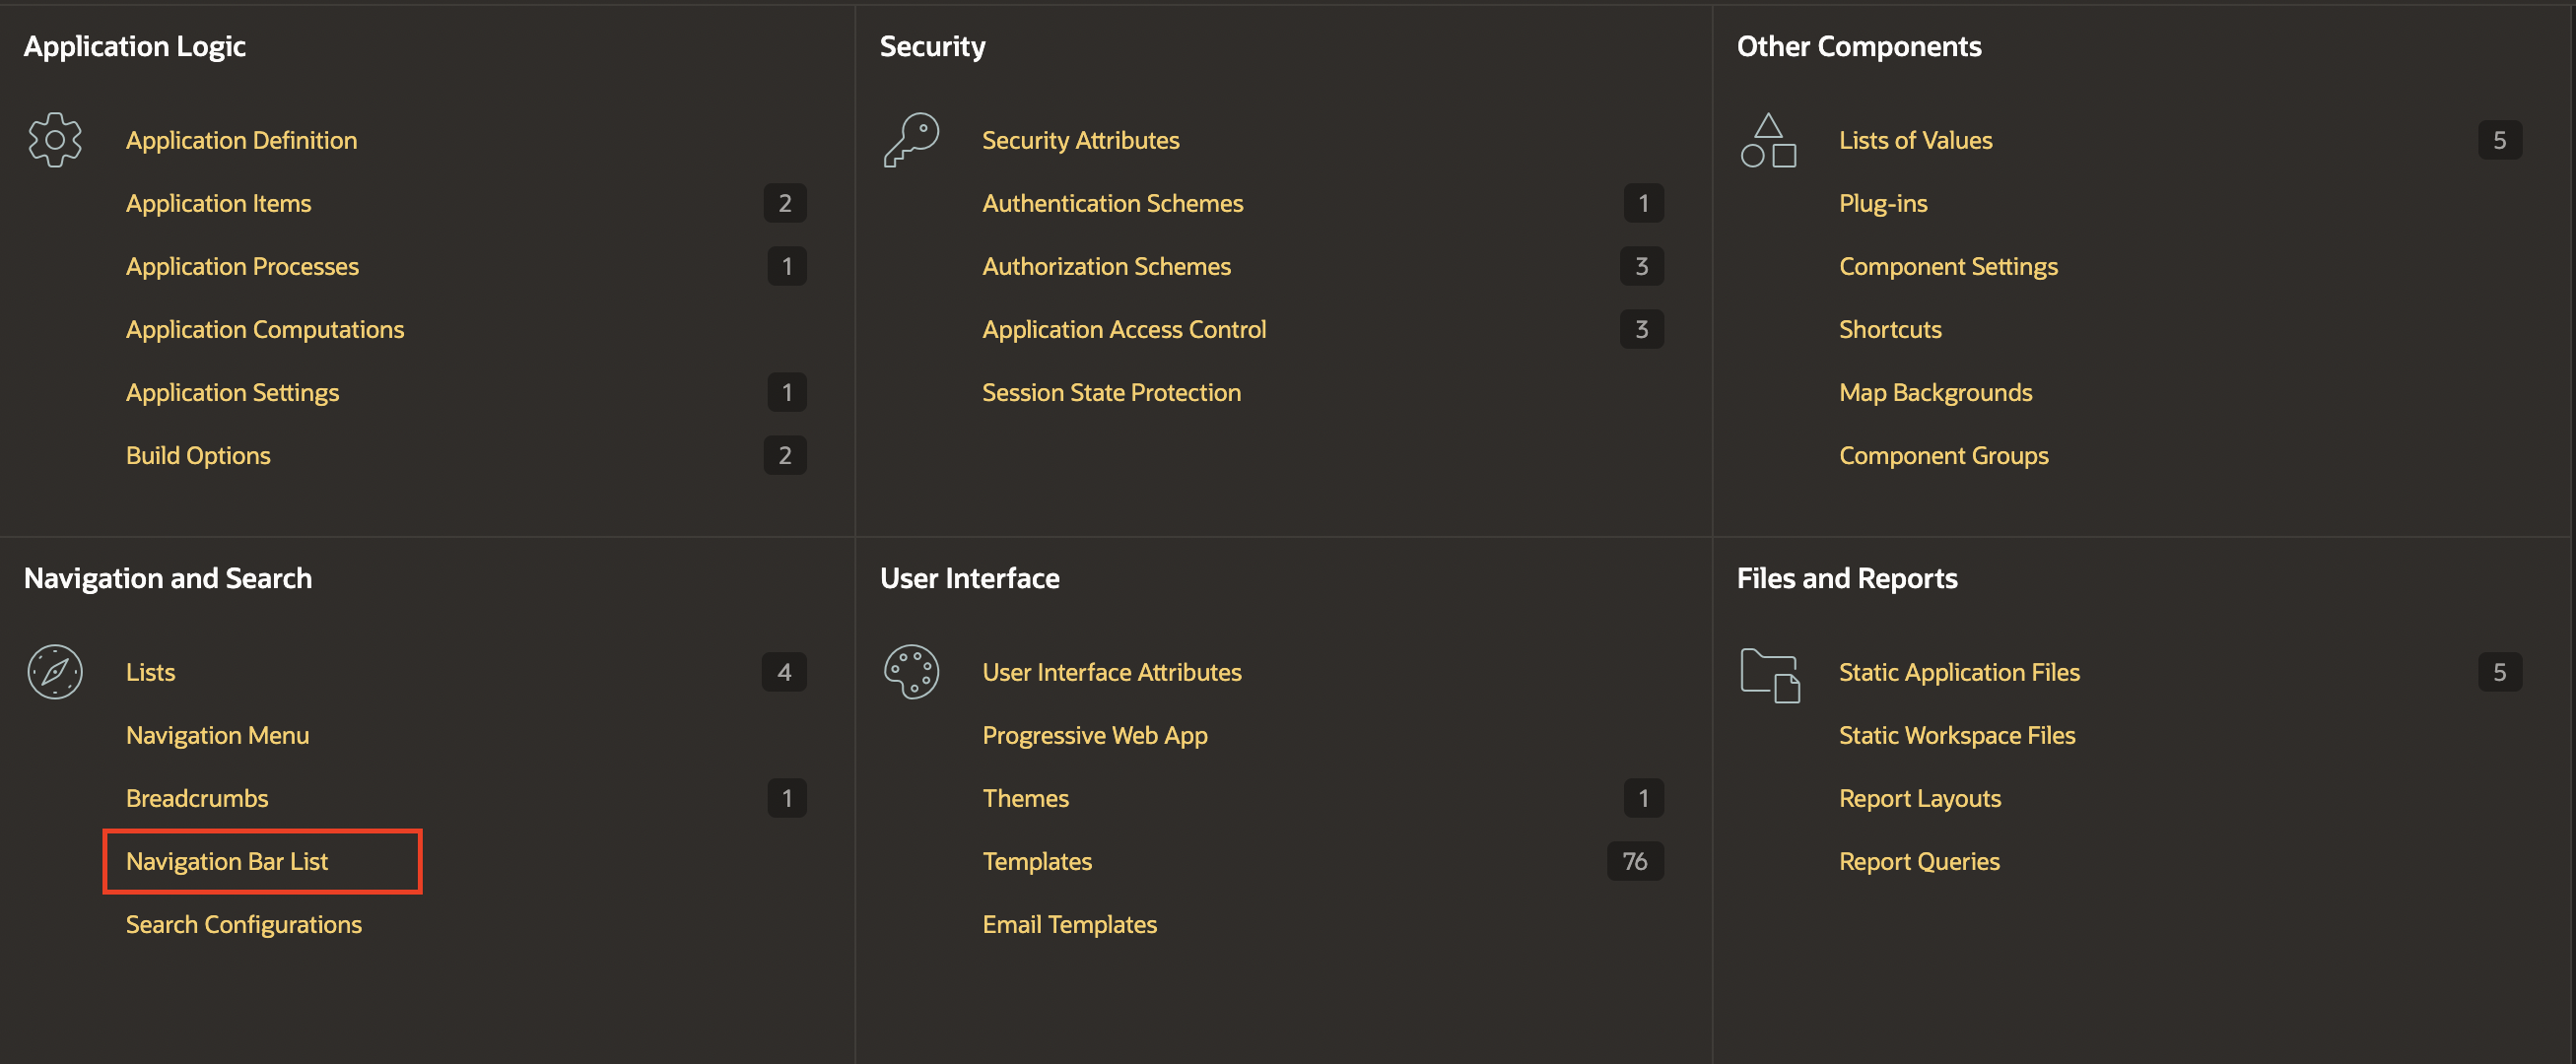 Application Logic
Application Definition
Application Items 2
Application Processes 1
Application Computations
Application Settings 1
Build Options 2
Security
Security Attributes
Authentication Schemes 1
Authorization Schemes 3
Application Access Control 3
Session State Protection
Other Components
Lists of Values 5
Plug-ins
Component Settings
Shortcuts
Map Backgrounds
Component Groups
Navigation and Search
Lists 4
Navigation Menu
Breadcrumbs 1
Navigation Bar List
Search Configurations
User Interface
User Interface Attributes
Progressive Web App
Themes 1
Templates 76
Email Templates
Files and Reports
Static Application Files 5
Static Workspace Files
Report Layouts
Report Queries